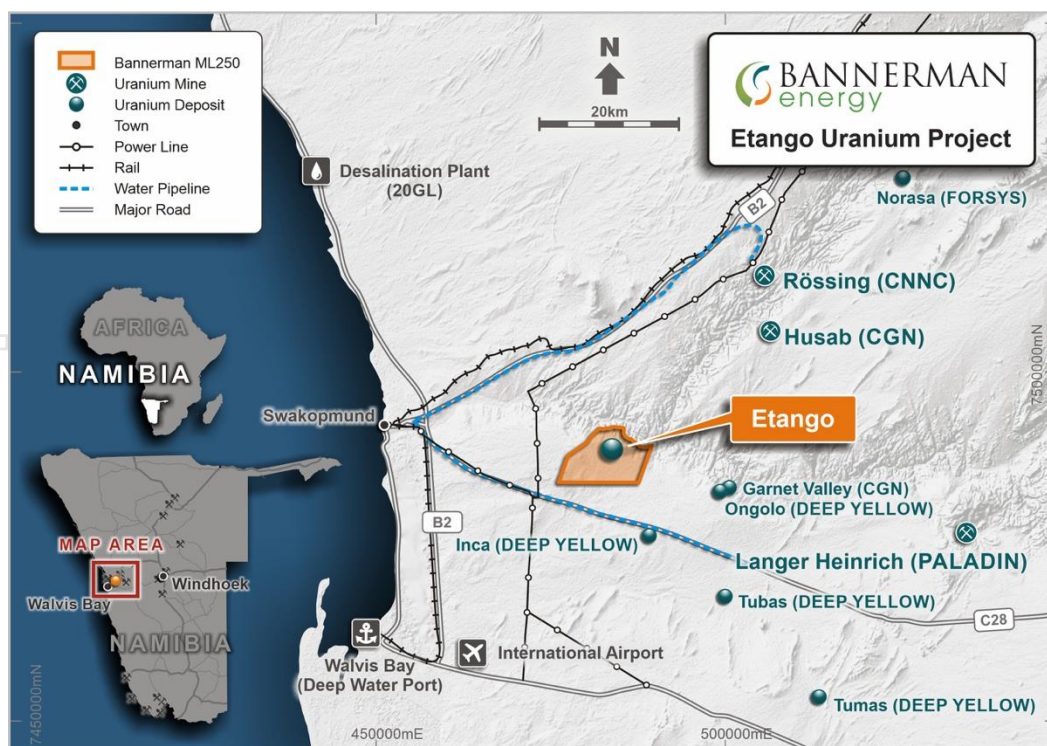 Bannerman ML250
Uranium Mine
Uranium Deposit
Town
Power Line
Rail
Water Pipeline
Major Road
N
20km
BANNERMAN
energy
Etango Uranium Project
Desalination Plant
(20GL)
B2
Norasa (FORSYS)
Rössing (CNNC)
Husab (CGN)
7500000mN
AFRICA
NAMIBIA
Swakopmund
Etango
Garnet Valley (CGN)
Ongolo (DEEP YELLOW)
B2
Inca (DEEP YELLOW)
Langer Heinrich (PALADIN)
MAP AREA
Windhoek
Walvis Bay
NAMIBIA
Tubas (DEEP YELLOW)
C28
Walvis Bay
(Deep Water Port)
International Airport
Tumas (DEEP YELLOW)
7450000mN
450000mE
500000mE